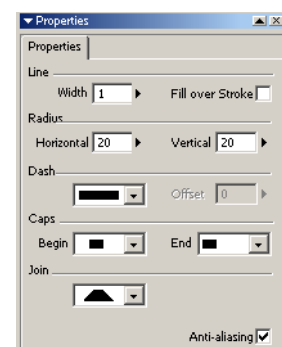 Properties
Properties
Line
Width 1 Fill over Stroke
Radius
Horizontal 20 Vertical 20
Dash
Offset 0
Caps
Begin End
Join
Anti-aliasing